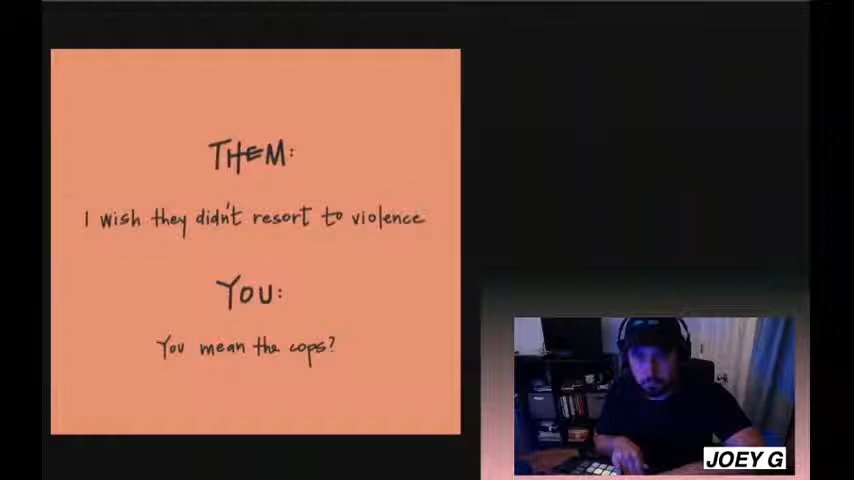 THEM:
I wish they didn't resort to violence
YOU:
You mean the cops?
JOEY G